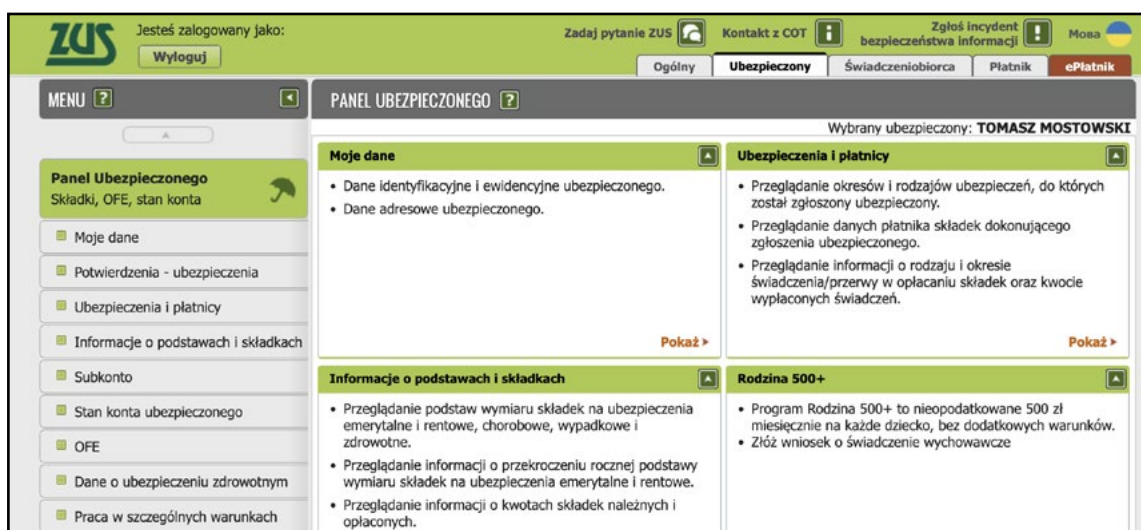 ZUS
Jesteś zalogowany jako:
Wyloguj
Zadaj pytanie ZUS
Kontakt z COT
Zgłoś incydent
bezpieczeństwa informacji
Мова
Ogólny
Ubezpieczony
Świadczeniobiorca
Płatnik
ePłatnik
MENU ?
PANEL UBEZPIECZONEGO ?
Wybrany ubezpieczony: TOMASZ MOSTOWSKI
Panel Ubezpieczonego
Składki, OFE, stan konta
Moje dane
Potwierdzenia - ubezpieczenia
Ubezpieczenia i płatnicy
Informacje o podstawach i składkach
Subkonto
Stan konta ubezpieczonego
OFE
Dane o ubezpieczeniu zdrowotnym
Praca w szczególnych warunkach
Moje dane
• Dane identyfikacyjne i ewidencyjne ubezpieczonego.
• Dane adresowe ubezpieczonego.
Pokaż
Ubezpieczenia i płatnicy
• Przeglądanie okresów i rodzajów ubezpieczeń, do których
został zgłoszony ubezpieczony.
• Przeglądanie danych płatnika składek dokonującego
zgłoszenia ubezpieczonego.
• Przeglądanie informacji o rodzaju i okresie
świadczenia/przerwy w opłacaniu składek oraz kwocie
wypłaconych świadczeń.
Pokaż
Informacje o podstawach i składkach
• Przeglądanie podstaw wymiaru składek na ubezpieczenia
emerytalne i rentowe, chorobowe, wypadkowe i
zdrowotne.
• Przeglądanie informacji o przekroczeniu rocznej podstawy
wymiaru składek na ubezpieczenia emerytalne i rentowe.
• Przeglądanie informacji o kwotach składek należnych i
opłaconych.
Rodzina 500+
• Program Rodzina 500+ to nieopodatkowane 500 zł
miesięcznie na każde dziecko, bez dodatkowych warunków.
• Złóż wniosek o świadczenie wychowawcze